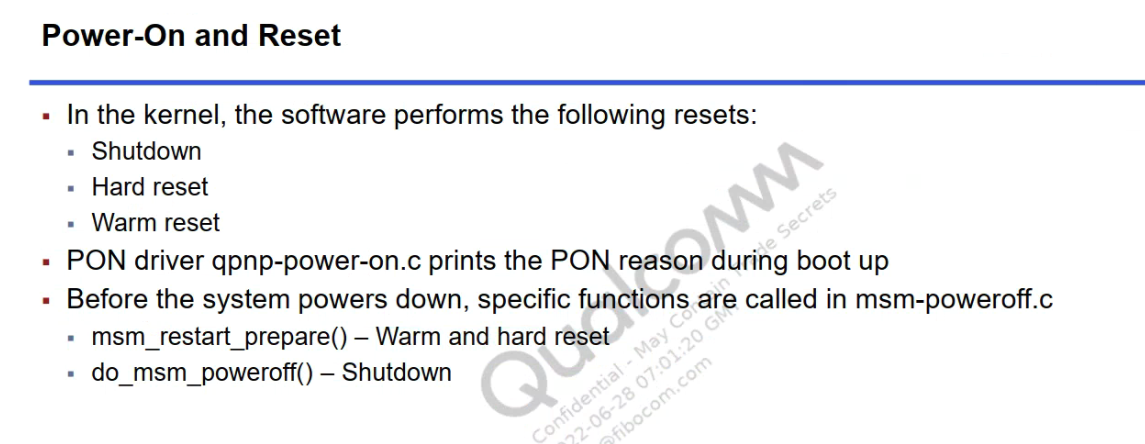 Power-On and Reset
▪ In the kernel, the software performs the following resets:
▪ Shutdown
▪ Hard reset
▪ Warm reset
▪ PON driver qpnp-power-on.c prints the PON reason during boot up
▪ Before the system powers down, specific functions are called in msm-poweroff.c
▪ msm_restart_prepare() – Warm and hard reset
▪ do_msm_poweroff() – Shutdown
Qualcomm
Confidential - May Contain Trade Secrets
22-06-28 07:01:20 GMT
@fibocom.com